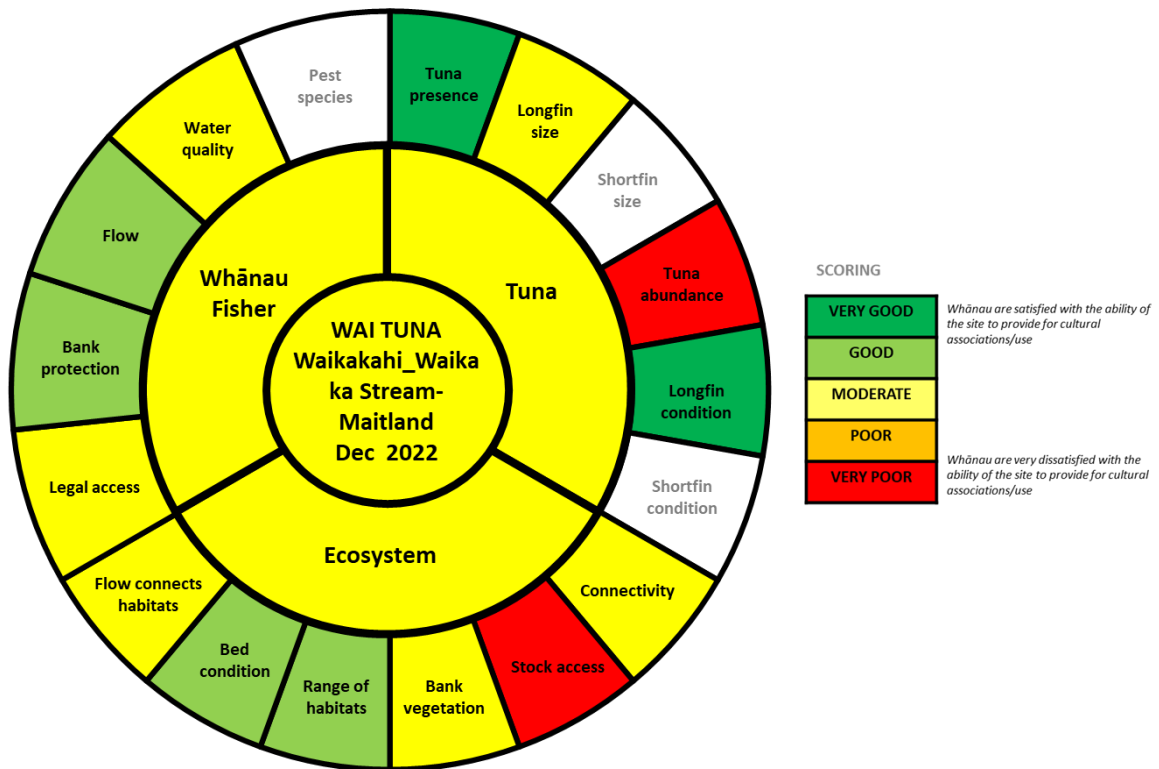 Pest
species
Tuna
presence
Longfin
size
Shortfin
size
Tuna
abundance
Longfin
condition
Shortfin
condition
Connectivity
Stock access
Bank
vegetation
Range of
habitats
Bed
condition
Flow connects
habitats
Legal access
Bank
protection
Flow
Water
quality
Whānau
Fisher
Tuna
Ecosystem
WAI TUNA
Waikakahi_Waika
ka Stream-
Maitland
Dec 2022
SCORING
VERY GOOD
GOOD
MODERATE
POOR
VERY POOR
Whānau are satisfied with the ability of
the site to provide for cultural
associations/use
Whānau are very dissatisfied with the
ability of the site to provide for cultural
associations/use